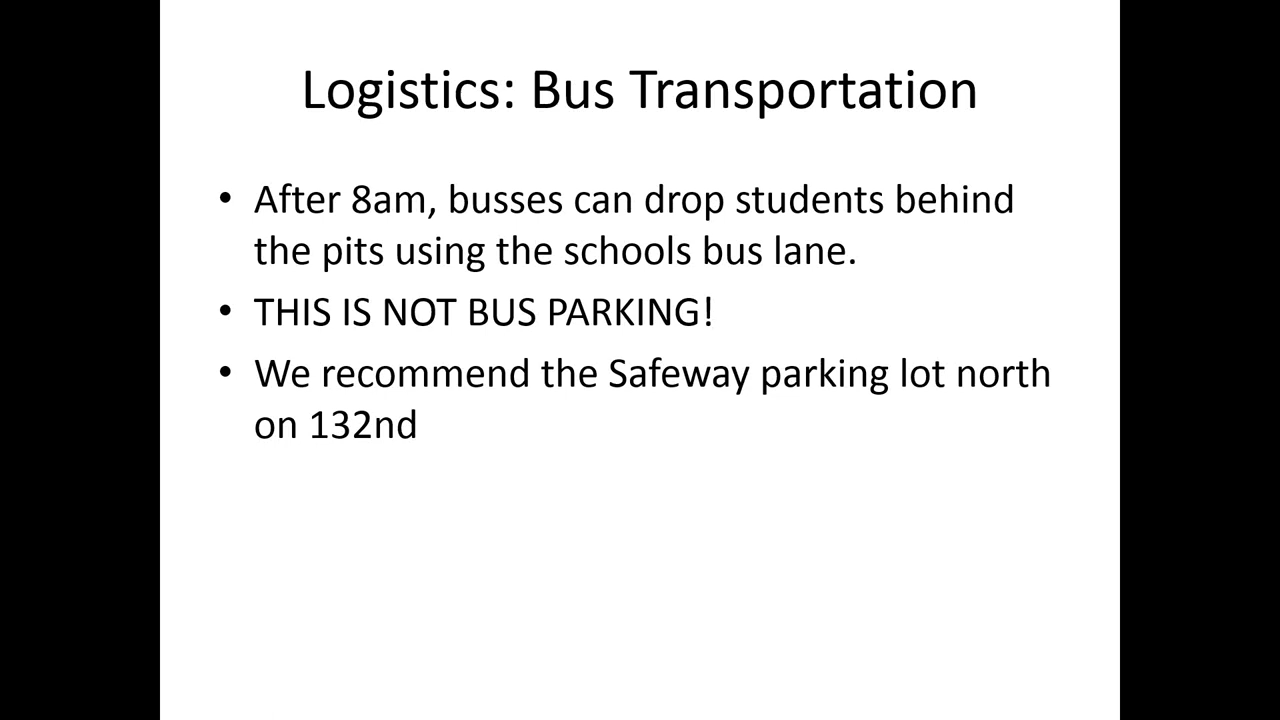 Logistics: Bus Transportation
• After 8am, busses can drop students behind
the pits using the schools bus lane.
• THIS IS NOT BUS PARKING!
• We recommend the Safeway parking lot north
on 132nd